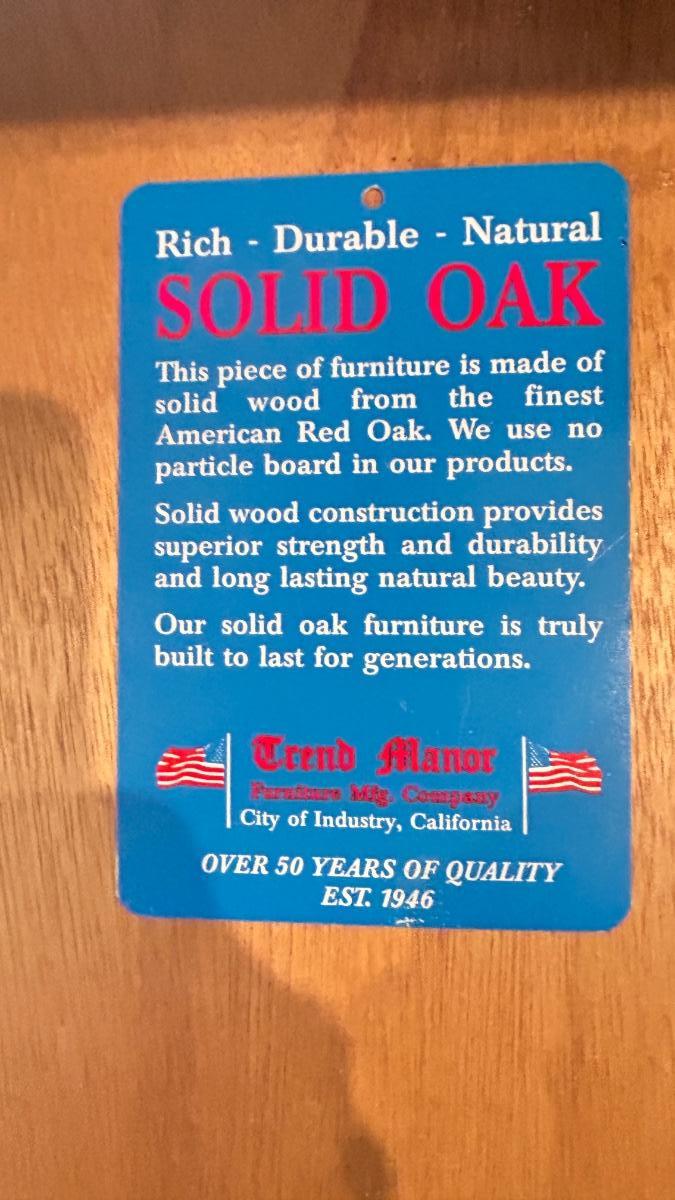 Rich - Durable - Natural
SOLID OAK
This piece of furniture is made of
solid wood from the finest
American Red Oak. We use no
particle board in our products.
Solid wood construction provides
superior strength and durability
and long lasting natural beauty.
Our solid oak furniture is truly
built to last for generations.
Trend Manor
Furniture Mfg. Company
City of Industry, California
OVER 50 YEARS OF QUALITY
EST. 1946